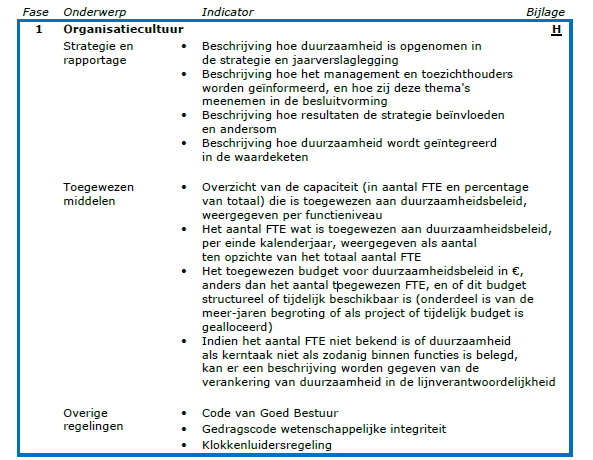 Fase Onderwerp Indicator Bijlage
1 Organisatiecultuur H
Strategie en • Beschrijving hoe duurzaamheid is opgenomen in
rapportage de strategie en jaarverslaglegging
• Beschrijving hoe het management en toezichthouders
worden geïnformeerd, en hoe zij deze thema's
meenemen in de besluitvorming
• Beschrijving hoe resultaten de strategie beïnvloeden
en andersom
• Beschrijving hoe duurzaamheid wordt geïntegreerd
in de waardeketen
Toegewezen • Overzicht van de capaciteit (in aantal FTE en percentage
middelen van totaal) die is toegewezen aan duurzaamheidsbeleid,
weergegeven per functieniveau
• Het aantal FTE wat is toegewezen aan duurzaamheidsbeleid,
per einde kalenderjaar, weergegeven als aantal
ten opzichte van het totaal aantal FTE
• Het toegewezen budget voor duurzaamheidsbeleid in €,
anders dan het aantal toegewezen FTE, en of dit budget
structureel of tijdelijk beschikbaar is (onderdeel is van de
meer-jaren begroting of als project of tijdelijk budget is
gealloceerd)
• Indien het aantal FTE niet bekend is of duurzaamheid
als kerntaak niet als zodanig binnen functies is belegd,
kan er een beschrijving worden gegeven van de
verankering van duurzaamheid in de lijnverantwoordelijkheid
Overige • Code van Goed Bestuur
regelingen • Gedragscode wetenschappelijke integriteit
• Klokkenluidersregeling